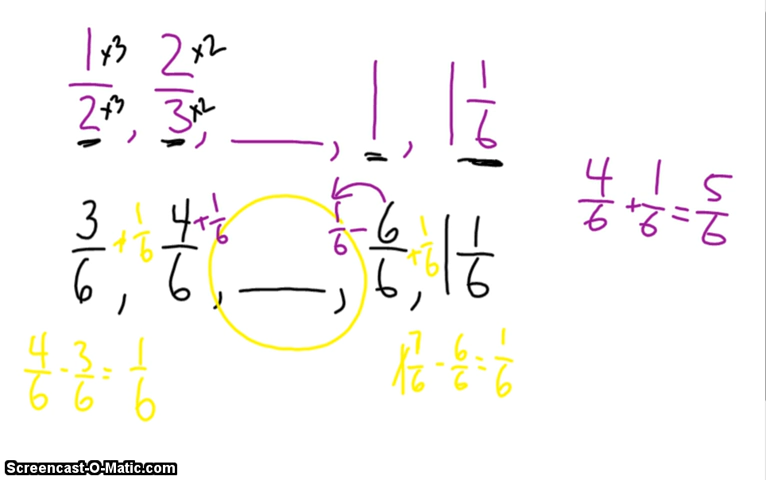 1/2 ×3 ×3, 2/3 ×2 ×2, ___, 1, 1 1/6
3/6 +1/6, 4/6 +1/6, ___, 1/6 - 6/6 +1/6, 1 1/6
4/6 + 1/6 = 5/6
4/6 - 3/6 = 1/6
7/6 - 6/6 = 1/6
Screencast-O-Matic.com